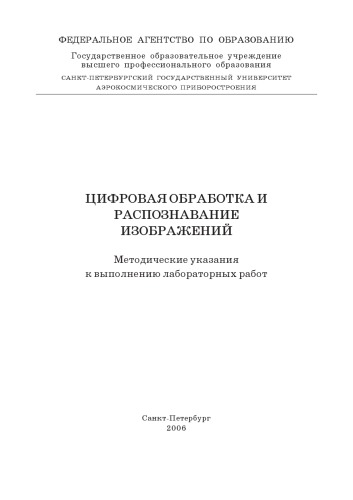 ФЕДЕРАЛЬНОЕ АГЕНТСТВО ПО ОБРАЗОВАНИЮ
Государственное образовательное учреждение
высшего профессионального образования
САНКТ-ПЕТЕРБУРГСКИЙ ГОСУДАРСТВЕННЫЙ УНИВЕРСИТЕТ
АЭРОКОСМИЧЕСКОГО ПРИБОРОСТРОЕНИЯ
ЦИФРОВАЯ ОБРАБОТКА И
РАСПОЗНАВАНИЕ
ИЗОБРАЖЕНИЙ
Методические указания
к выполнению лабораторных работ
Санкт-Петербург
2006